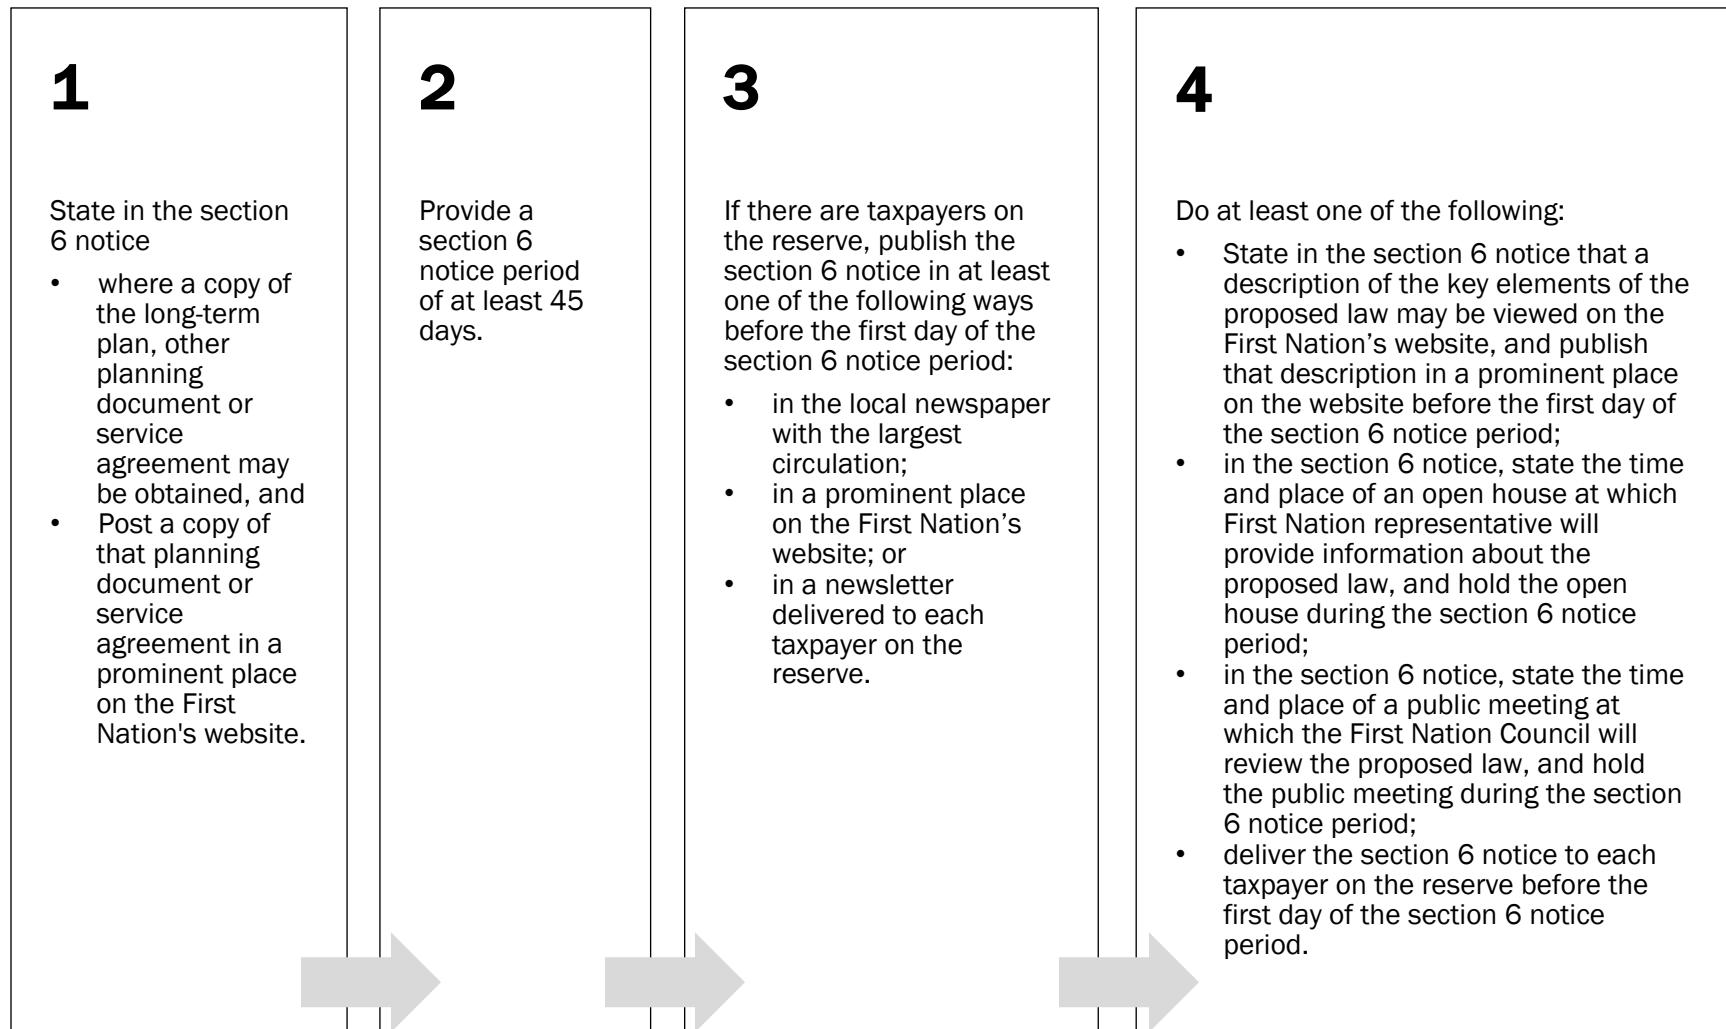 1
State in the section
6 notice
• where a copy of
the long-term
plan, other
planning
document or
service
agreement may
be obtained, and
• Post a copy of
that planning
document or
service
agreement in a
prominent place
on the First
Nation's website.
2
Provide a
section 6
notice period
of at least 45
days.
3
If there are taxpayers on
the reserve, publish the
section 6 notice in at least
one of the following ways
before the first day of the
section 6 notice period:
• in the local newspaper
with the largest
circulation;
• in a prominent place
on the First Nation’s
website; or
• in a newsletter
delivered to each
taxpayer on the
reserve.
4
Do at least one of the following:
• State in the section 6 notice that a
description of the key elements of the
proposed law may be viewed on the
First Nation’s website, and publish
that description in a prominent place
on the website before the first day of
the section 6 notice period;
• in the section 6 notice, state the time
and place of an open house at which
First Nation representative will
provide information about the
proposed law, and hold the open
house during the section 6 notice
period;
• in the section 6 notice, state the time
and place of a public meeting at
which the First Nation Council will
review the proposed law, and hold
the public meeting during the section
6 notice period;
• deliver the section 6 notice to each
taxpayer on the reserve before the
first day of the section 6 notice
period.